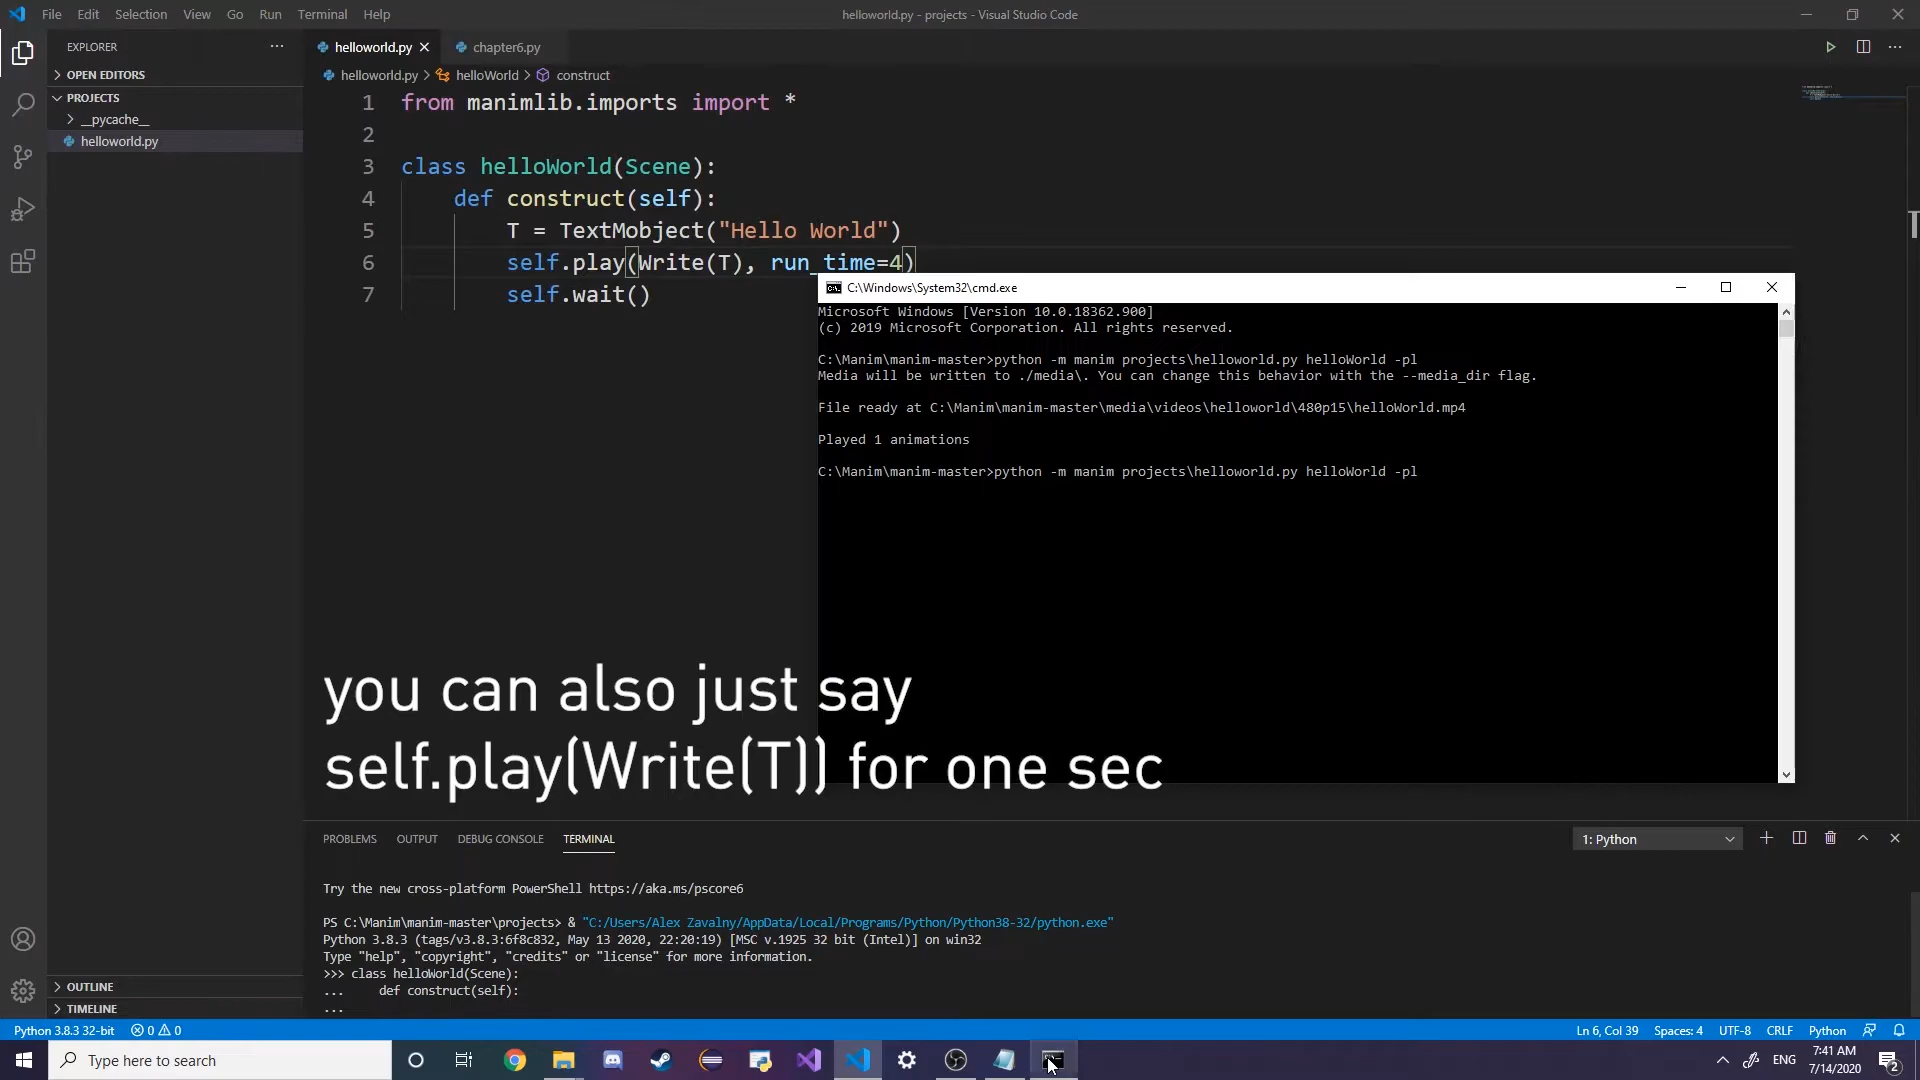 File Edit Selection View Go Run Terminal Help
helloworld.py - projects - Visual Studio Code
EXPLORER
OPEN EDITORS
PROJECTS
__pycache__
helloworld.py
helloworld.py
chapter6.py
helloworld.py > helloWorld > construct
1 from manimlib.imports import *
2
3 class helloWorld(Scene):
4 def construct(self):
5 T = TextMobject("Hello World")
6 self.play(Write(T), run_time=4)
7 self.wait()
C:\Windows\System32\cmd.exe
Microsoft Windows [Version 10.0.18362.900]
(c) 2019 Microsoft Corporation. All rights reserved.
C:\Manim\manim-master>python -m manim projects\helloworld.py helloWorld -pl
Media will be written to ./media\. You can change this behavior with the --media_dir flag.
File ready at C:\Manim\manim-master\media\videos\helloworld\480p15\helloWorld.mp4
Played 1 animations
C:\Manim\manim-master>python -m manim projects\helloworld.py helloWorld -pl
you can also just say
self.play(Write(T)) for one sec
PROBLEMS OUTPUT DEBUG CONSOLE TERMINAL
1: Python
Try the new cross-platform PowerShell https://aka.ms/pscore6
PS C:\Manim\manim-master\projects> & "C:/Users/Alex Zavalny/AppData/Local/Programs/Python/Python38-32/python.exe"
Python 3.8.3 (tags/v3.8.3:6f8c832, May 13 2020, 22:20:19) [MSC v.1925 32 bit (Intel)] on win32
Type "help", "copyright", "credits" or "license" for more information.
>>> class helloWorld(Scene):
... def construct(self):
...
OUTLINE
TIMELINE
Python 3.8.3 32-bit 0 0
Ln 6, Col 39 Spaces: 4 UTF-8 CRLF Python
Type here to search
ENG
7:41 AM
7/14/2020
2